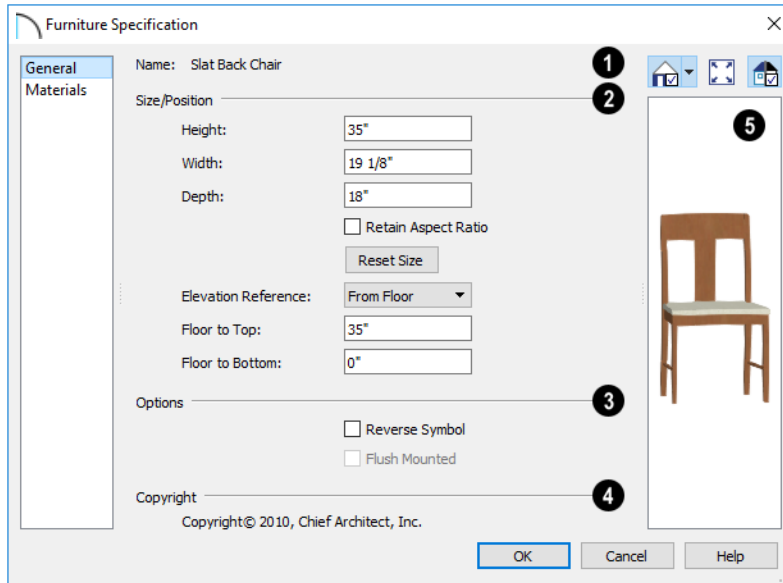 Furniture Specification
General
Materials
Name: Slat Back Chair
1
Size/Position
2
Height: 35"
Width: 19 1/8"
Depth: 18"
Retain Aspect Ratio
Reset Size
Elevation Reference: From Floor
Floor to Top: 35"
Floor to Bottom: 0"
Options
3
Reverse Symbol
Flush Mounted
Copyright
4
Copyright© 2010, Chief Architect, Inc.
5
OK Cancel Help